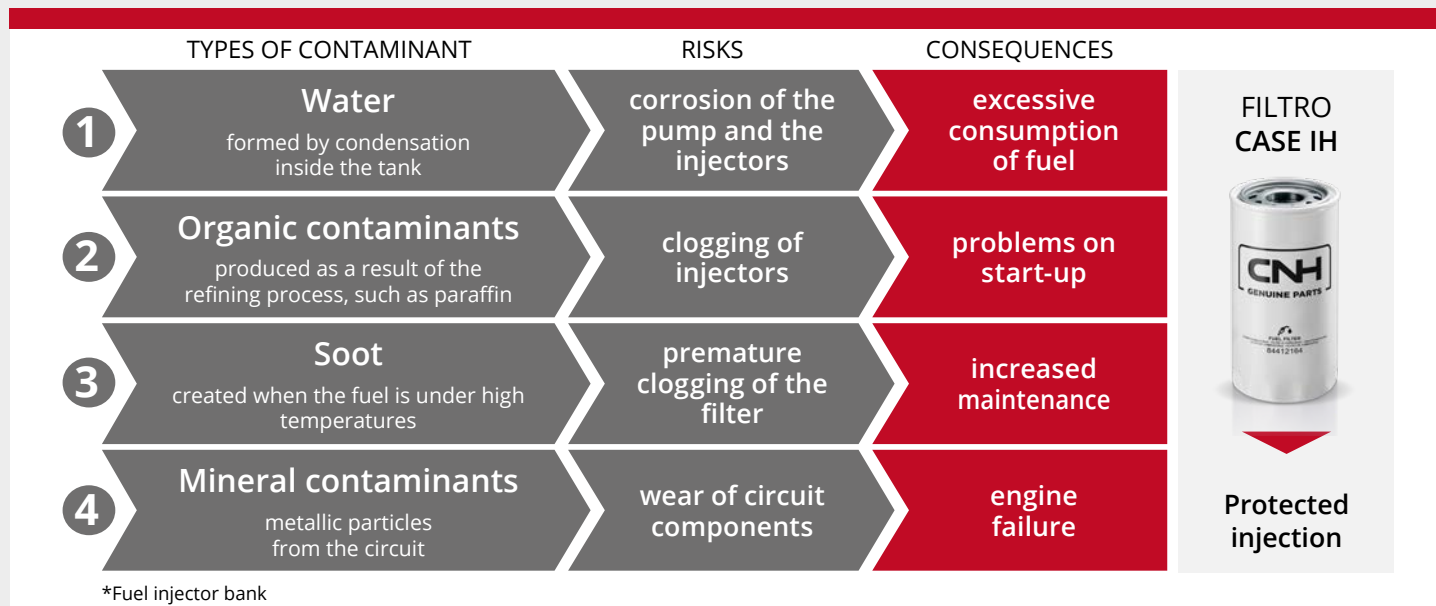 TYPES OF CONTAMINANT
RISKS
CONSEQUENCES
1
Water
formed by condensation
inside the tank
corrosion of the
pump and the
injectors
excessive
consumption
of fuel
2
Organic contaminants
produced as a result of the
refining process, such as paraffin
clogging of
injectors
problems on
start-up
3
Soot
created when the fuel is under high
temperatures
premature
clogging of the
filter
increased
maintenance
4
Mineral contaminants
metallic particles
from the circuit
wear of circuit
components
engine
failure
FILTRO
CASE IH
CNH
GENUINE PARTS
FUEL FILTER
84412164
Protected
injection
*Fuel injector bank